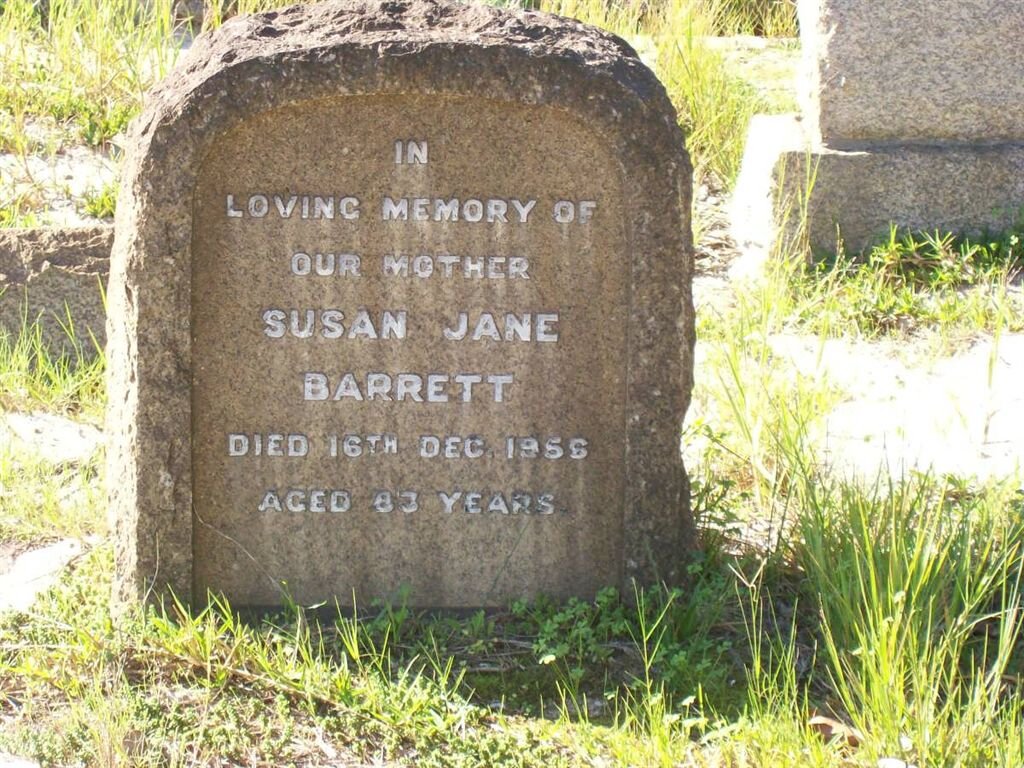 IN
LOVING MEMORY OF
OUR MOTHER
SUSAN JANE
BARRETT
DIED 16TH DEC. 1956
AGED 83 YEARS.